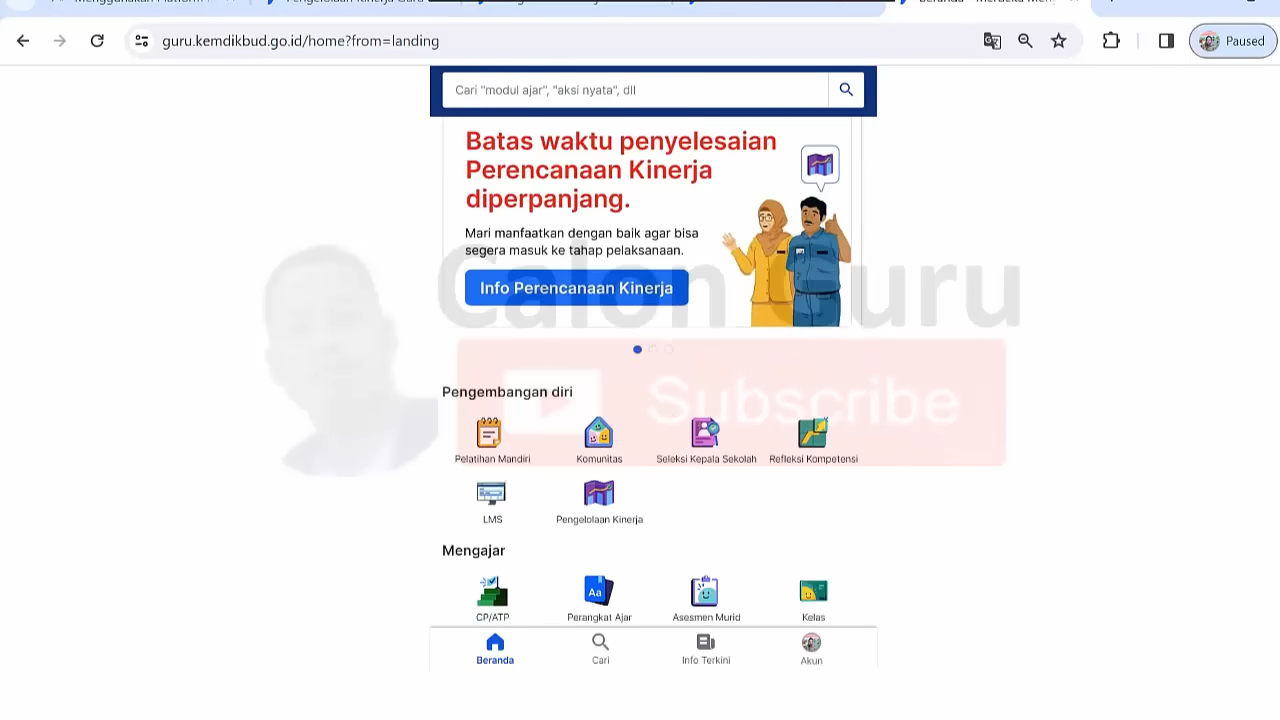 guru.kemdikbud.go.id/home?from=landing
Paused
Cari "modul ajar", "aksi nyata", dll
Batas waktu penyelesaian
Perencanaan Kinerja
diperpanjang.
Mari manfaatkan dengan baik agar bisa
segera masuk ke tahap pelaksanaan.
Info Perencanaan Kinerja
Calon Guru
Subscribe
Pengembangan diri
Pelatihan Mandiri
Komunitas
Seleksi Kepala Sekolah
Refleksi Kompetensi
LMS
Pengelolaan Kinerja
Mengajar
CP/ATP
Aa
Perangkat Ajar
Asesmen Murid
Kelas
Beranda
Cari
Info Terkini
Akun